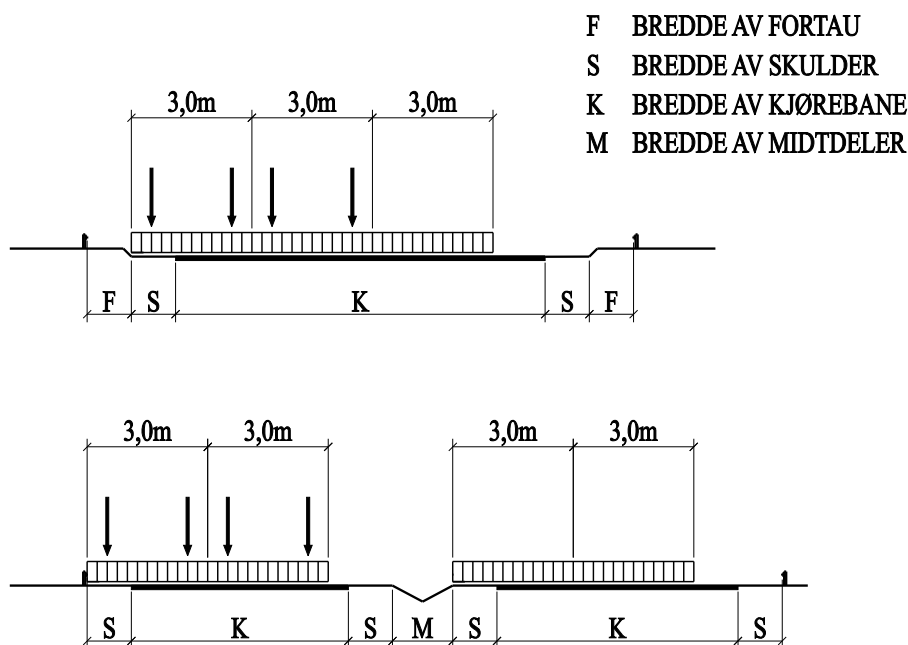 F BREDDE AV FORTAU
S BREDDE AV SKULDER
K BREDDE AV KJØREBANE
M BREDDE AV MIDTDELER
3,0m 3,0m 3,0m
F S K S F
3,0m 3,0m 3,0m 3,0m
S K S M S K S